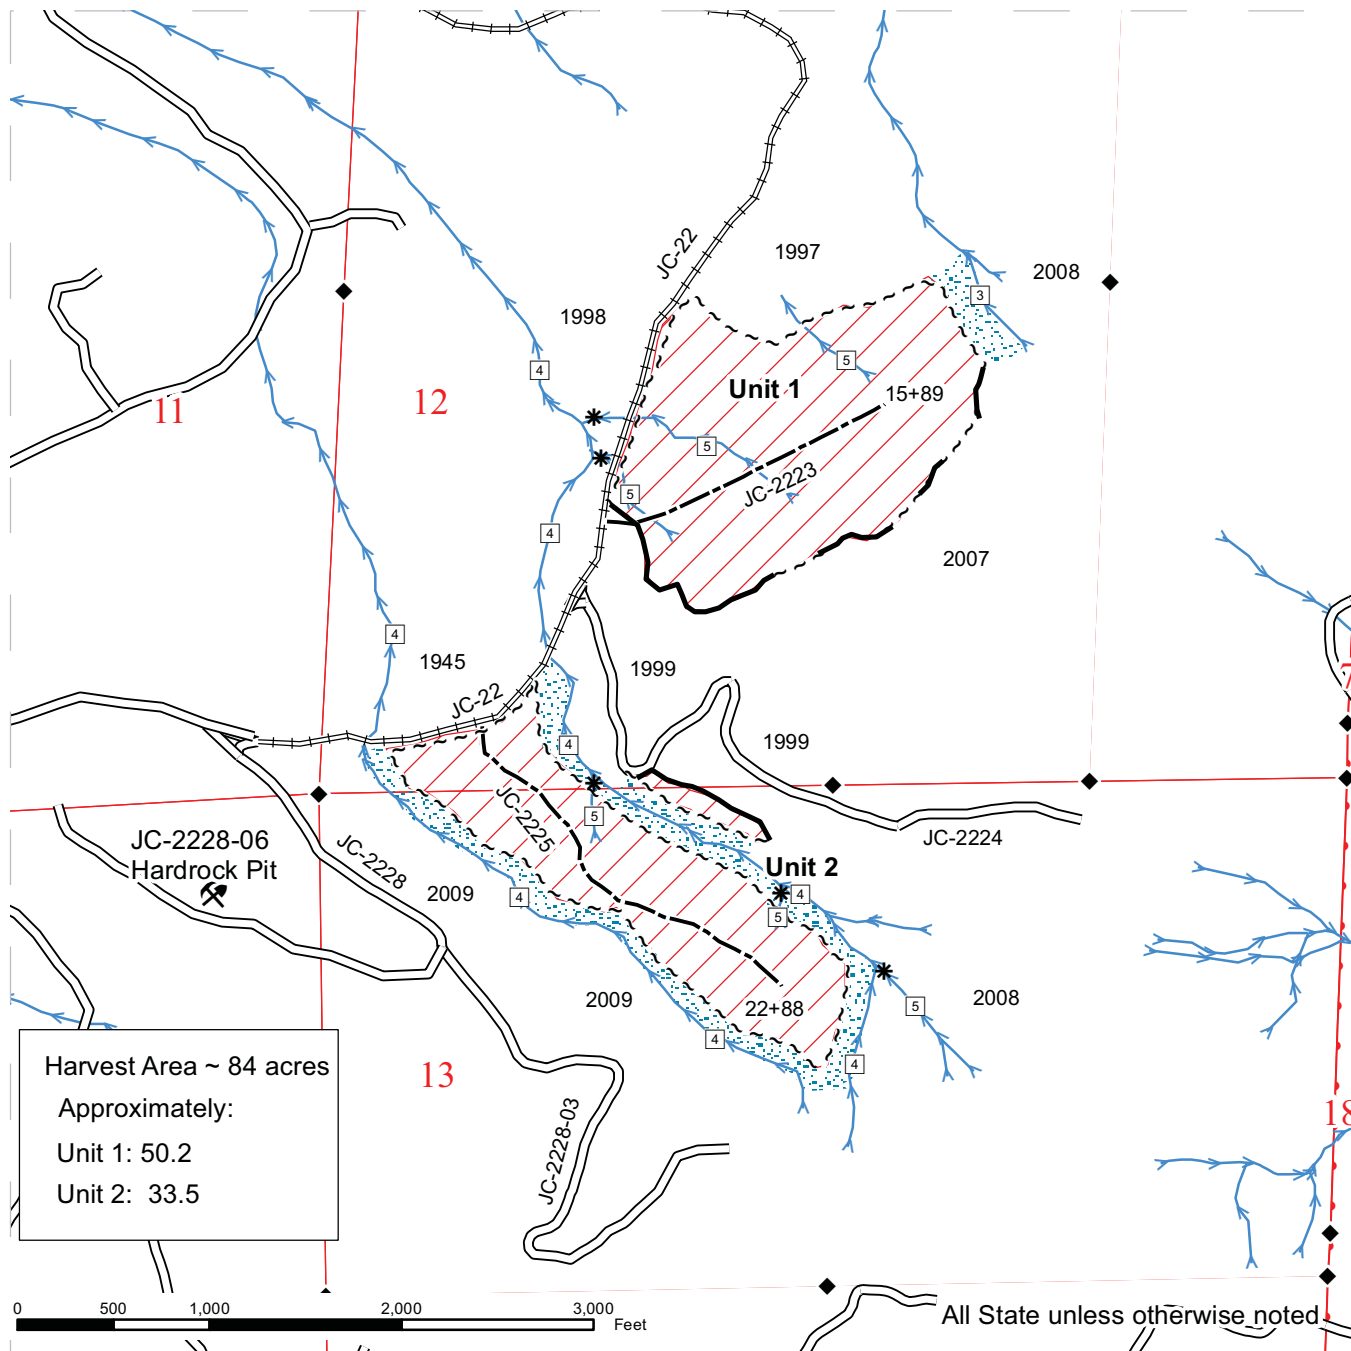 JC-22
1997
2008
3
1998
5
4
Unit 1
15+89
12
11
5
JC-2223
5
4
2007
4
1945
1999
7
JC-22
4
1999
JC-2225
5
JC-2224
JC-2228-06
Hardrock Pit
JC-2228
2009
4
Unit 2
4
5
2009
22+88
5
2008
4
4
13
18
JC-2228-03
Harvest Area ~ 84 acres
Approximately:
Unit 1: 50.2
Unit 2: 33.5
0 500 1,000 2,000 3,000
Feet
All State unless otherwise noted